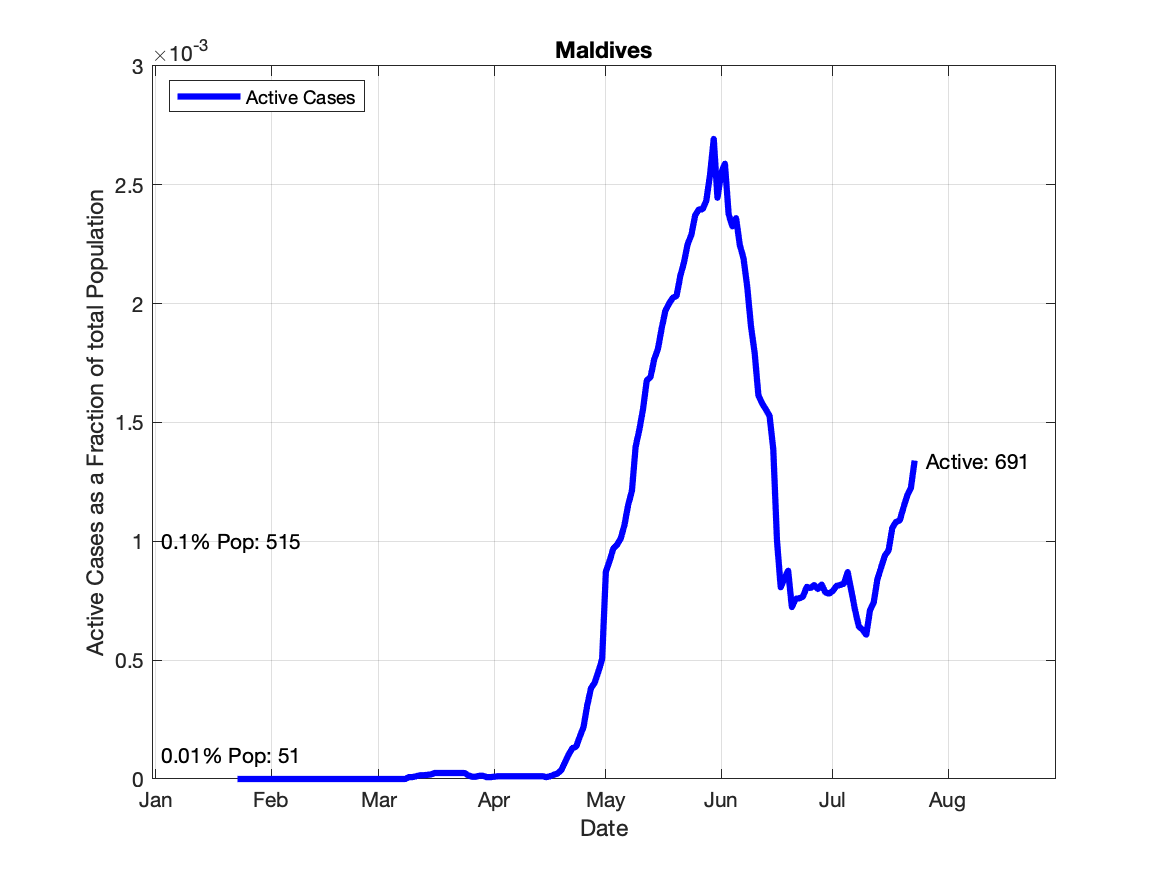 Maldives
×10-3
3
2.5
2
1.5
1
0.5
0
Active Cases as a Fraction of total Population
Active Cases
Active: 691
0.1% Pop: 515
0.01% Pop: 51
Jan Feb Mar Apr May Jun Jul Aug
Date